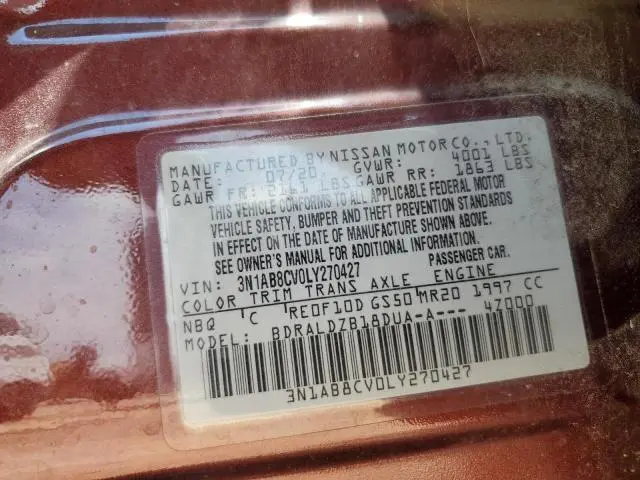 MANUFACTURED BY NISSAN MOTOR CO., LTD.
DATE: 07/20 GVWR: 4001 LBS
GAWR FR: 2161 LBS GAWR RR: 1863 LBS
THIS VEHICLE CONFORMS TO ALL APPLICABLE FEDERAL MOTOR
VEHICLE SAFETY, BUMPER AND THEFT PREVENTION STANDARDS
IN EFFECT ON THE DATE OF MANUFACTURE SHOWN ABOVE.
SEE OWNER'S MANUAL FOR ADDITIONAL INFORMATION.
VIN: 3N1AB8CV0LY270427 PASSENGER CAR.
COLOR TRIM TRANS AXLE ENGINE
NBQ 'C RE0F10D GS50 MR20 1997 CC
MODEL: BDRALDZB18DUA-A--- 4Z000
3N1AB8CV0LY270427